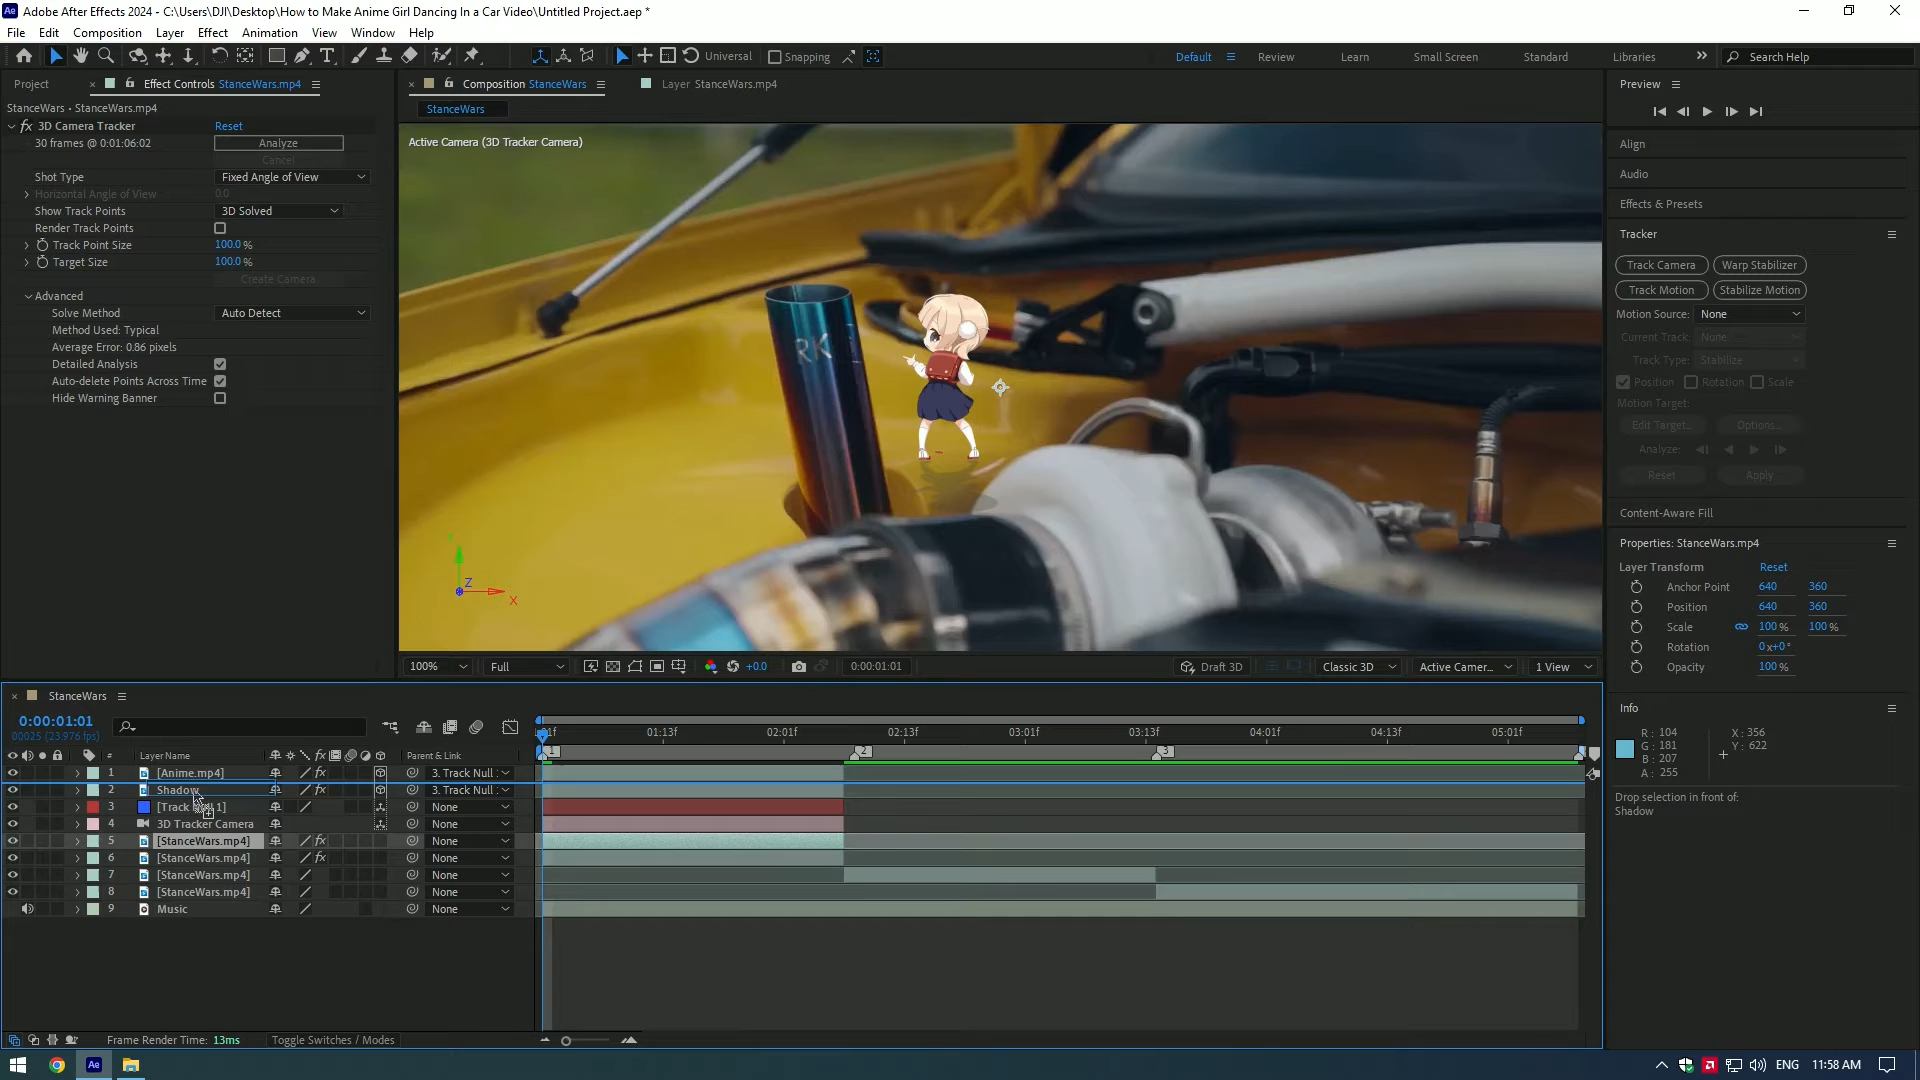 Adobe After Effects 2024 - C:\Users\DJI\Desktop\How to Make Anime Girl Dancing In a Car Video\Untitled Project.aep *
File Edit Composition Layer Effect Animation View Window Help
Universal
Snapping
Default
Review
Learn
Small Screen
Standard
Libraries
Search Help
Project
Effect Controls StanceWars.mp4
StanceWars • StanceWars.mp4
fx 3D Camera Tracker Reset
30 frames @ 0:01:06:02 Analyze
Cancel
Shot Type Fixed Angle of View
Horizontal Angle of View 0.0
Show Track Points 3D Solved
Render Track Points
Track Point Size 100.0 %
Target Size 100.0 %
Create Camera
Advanced
Solve Method Auto Detect
Method Used: Typical
Average Error: 0.86 pixels
Detailed Analysis
Auto-delete Points Across Time
Hide Warning Banner
Composition StanceWars
Layer StanceWars.mp4
StanceWars
Active Camera (3D Tracker Camera)
RK
Y
Z
X
100% Full +0.0 0:00:01:01 Draft 3D Classic 3D Active Camer... 1 View
Preview
Align
Audio
Effects & Presets
Tracker
Track Camera Warp Stabilizer
Track Motion Stabilize Motion
Motion Source: None
Current Track: None
Track Type: Stabilize
Position Rotation Scale
Motion Target:
Edit Target... Options...
Analyze:
Reset Apply
Content-Aware Fill
Properties: StanceWars.mp4
Layer Transform Reset
Anchor Point 640 360
Position 640 360
Scale 100 % 100 %
Rotation 0x+0°
Opacity 100 %
Info
R : 104 X : 356
G : 181 Y : 622
B : 207
A : 255
Drop selection in front of:
Shadow
StanceWars
0:00:01:01
00025 (23.976 fps)
01f 01:13f 02:01f 02:13f 03:01f 03:13f 04:01f 04:13f 05:01f
# Layer Name fx Parent & Link
1 2 3
1 [Anime.mp4] fx 3. Track Null :
2 Shadow fx 3. Track Null :
3 [Track 1] None
4 3D Tracker Camera None
5 [StanceWars.mp4] fx None
6 [StanceWars.mp4] fx None
7 [StanceWars.mp4] None
8 [StanceWars.mp4] None
9 Music None
Frame Render Time: 13ms Toggle Switches / Modes
Ae
ENG 11:58 AM